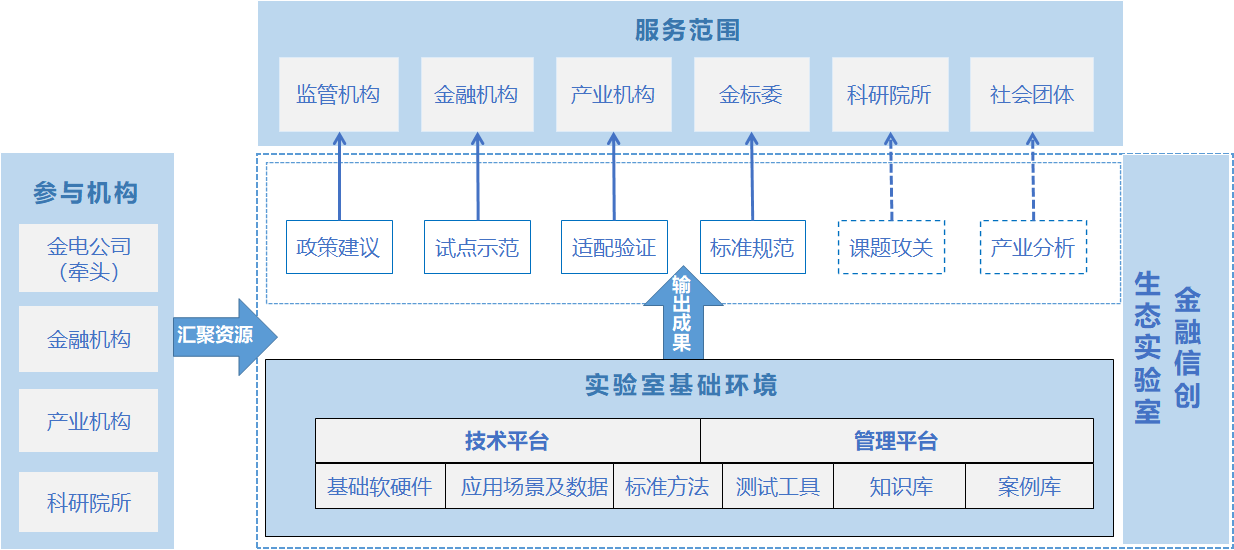 服务范围
监管机构
金融机构
产业机构
金标委
科研院所
社会团体
参与机构
金电公司
（牵头）
金融机构
产业机构
科研院所
汇聚资源
政策建议
试点示范
适配验证
标准规范
课题攻关
产业分析
输出成果
实验室基础环境
技术平台
管理平台
基础软硬件
应用场景及数据
标准方法
测试工具
知识库
案例库
金融信创
生态实验室